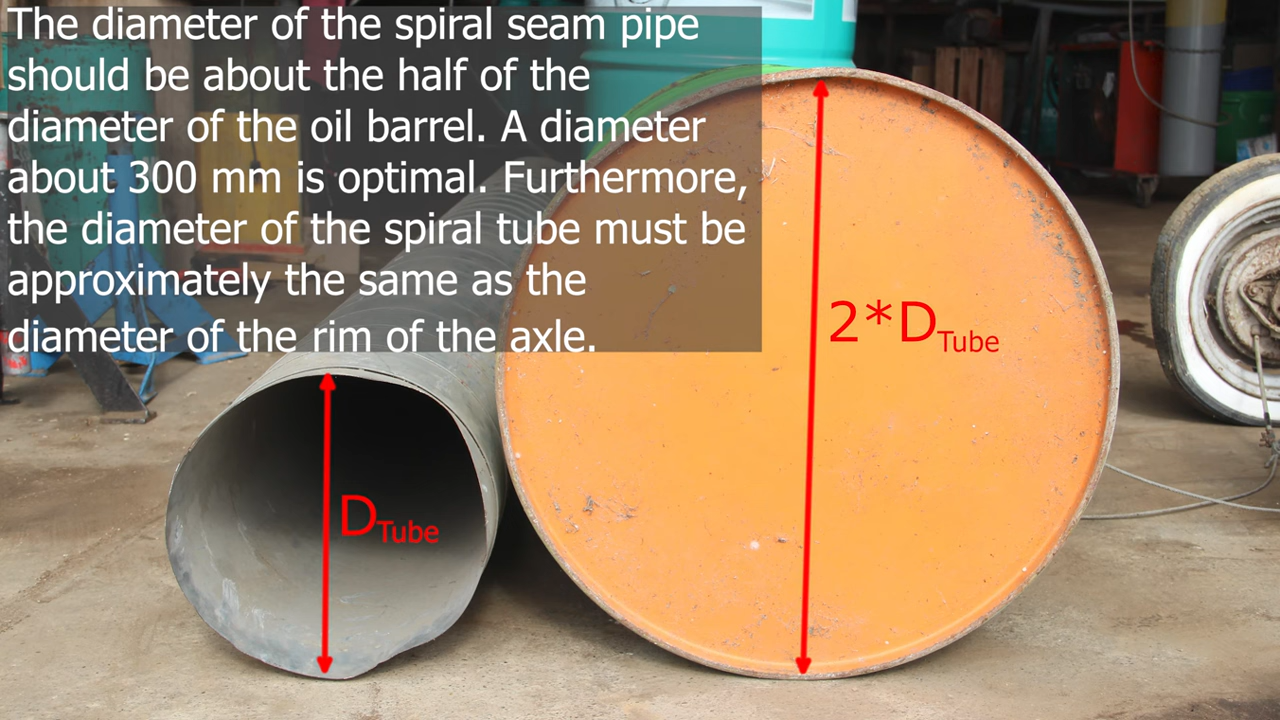 The diameter of the spiral seam pipe
should be about the half of the
diameter of the oil barrel. A diameter
about 300 mm is optimal. Furthermore,
the diameter of the spiral tube must be
approximately the same as the
diameter of the rim of the axle.
2*DTube
DTube